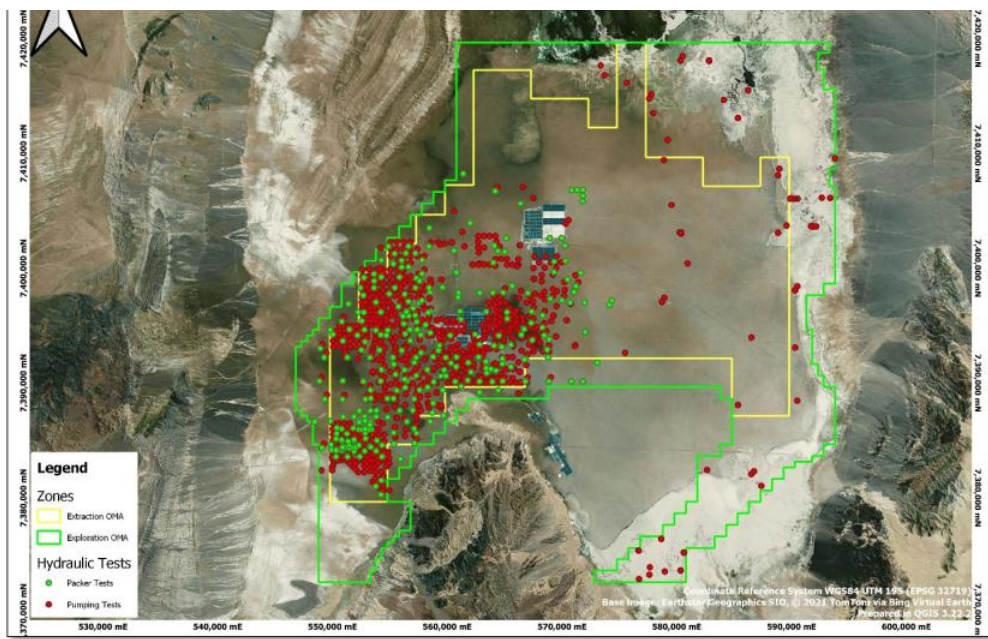 7,420,000 mN
7,410,000 mN
7,400,000 mN
7,390,000 mN
7,380,000 mN
7,370,000 mN
7,420,000 mN
7,410,000 mN
7,400,000 mN
7,390,000 mN
7,380,000 mN
7,370,000 m
Legend
Zones
Extraction OMA
Exploration OMA
Hydraulic Tests
Packer Tests
Pumping Tests
Coordinate Reference System WGS84 UTM 19S (EPSG 32719)
Base Image: Earthstar Geographics SIO, © 2021 TomTom via Bing Virtual Earth
Prepared in QGIS 3.22.2
530,000 mE
550,000 mE
560,000 mE
570,000 mE
580,000 mE
600,000 mE